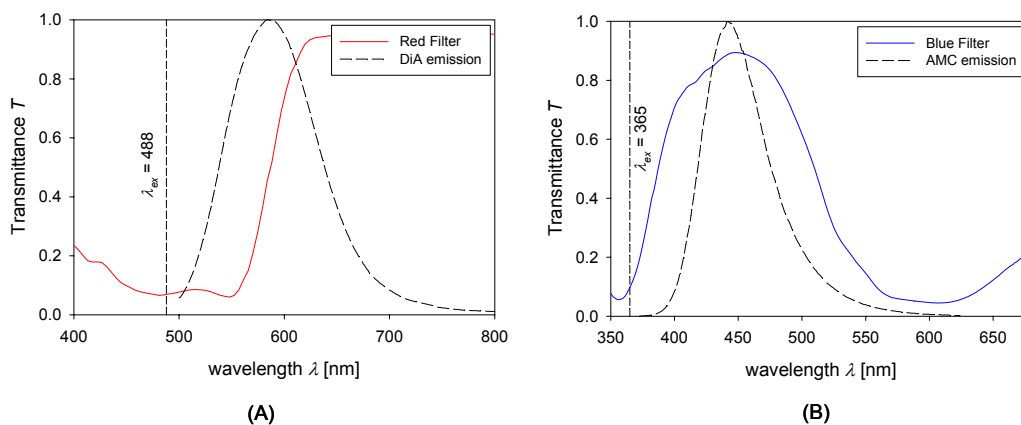 Transmittance T
1.0
0.8
0.6
0.4
0.2
0.0
λex = 488
Red Filter
DiA emission
400 500 600 700 800
wavelength λ [nm]
(A)
Transmittance T
1.0
0.8
0.6
0.4
0.2
0.0
λex = 365
Blue Filter
AMC emission
350 400 450 500 550 600 650
wavelength λ [nm]
(B)